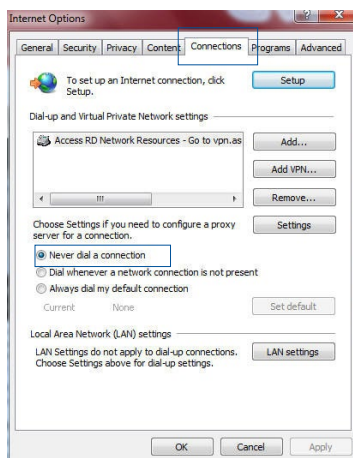 Internet Options
General Security Privacy Content Connections Programs Advanced
To set up an Internet connection, click
Setup.
Setup
Dial-up and Virtual Private Network settings
Access RD Network Resources - Go to vpn.as
Add...
Add VPN...
Remove...
Choose Settings if you need to configure a proxy
server for a connection.
Settings
Never dial a connection
Dial whenever a network connection is not present
Always dial my default connection
Current None
Set default
Local Area Network (LAN) settings
LAN Settings do not apply to dial-up connections.
Choose Settings above for dial-up settings.
LAN settings
OK Cancel Apply